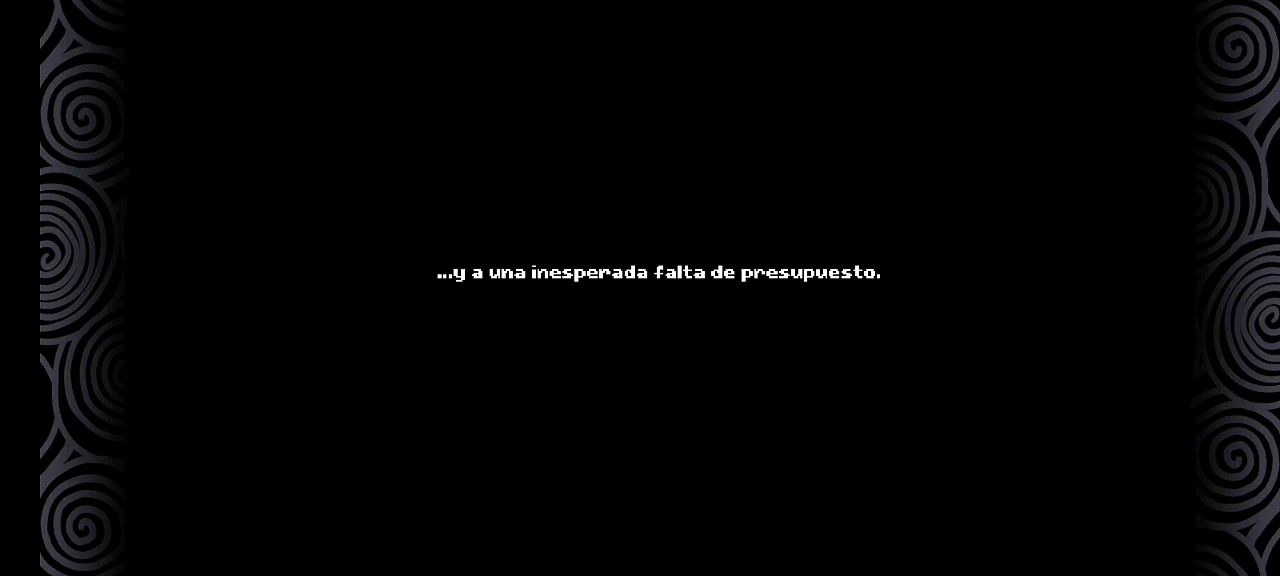 ...y a una inesperada falta de presupuesto.